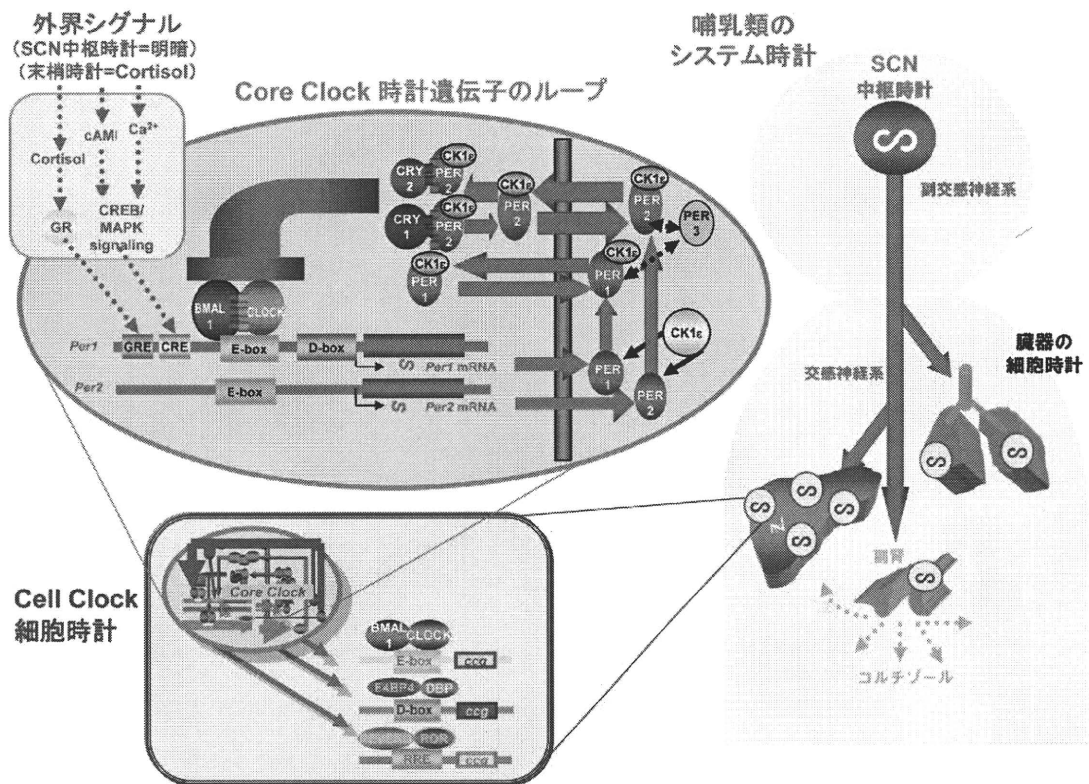 外界シグナル
(SCN中枢時計=明暗)
(末梢時計=Cortisol)
Cortisol
cAM
Ca²⁺
GR
CREB/
MAPK
signaling
Core Clock 時計遺伝子のループ
CRY
2
CK1ε
PER
2
CRY
1
CK1ε
PER
2
CK1ε
PER
2
CK1ε
PER
2
PER
3
CK1ε
PER
1
CK1ε
PER
1
BMAL
1
CLOCK
CK1ε
Per1
GRE
CRE
E-box
D-box
S
Per1 mRNA
PER
1
Per2
E-box
S
Per2 mRNA
PER
2
哺乳類の
システム時計
SCN
中枢時計
S
副交感神経系
交感神経系
臓器の
細胞時計
S
S
S
S
S
S
Z
副腎
S
コルチゾール
Cell Clock
細胞時計
Core Clock
BMAL
1
CLOCK
E-box
ccg
E4BP4
DBP
D-box
ccg
RRE
ccg